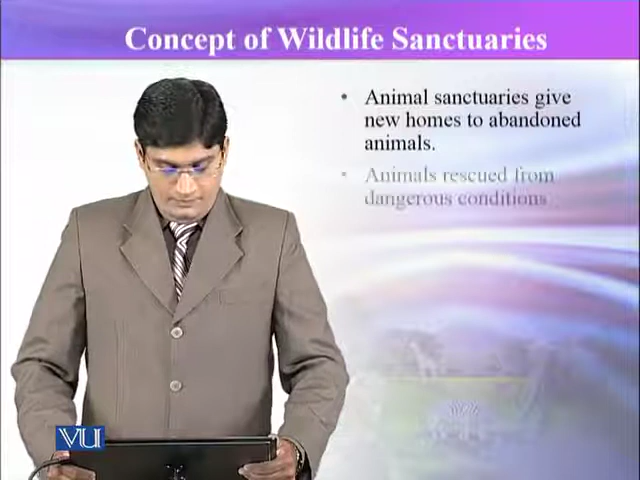 Concept of Wildlife Sanctuaries
• Animal sanctuaries give
new homes to abandoned
animals.
• Animals rescued from
dangerous conditions
VU